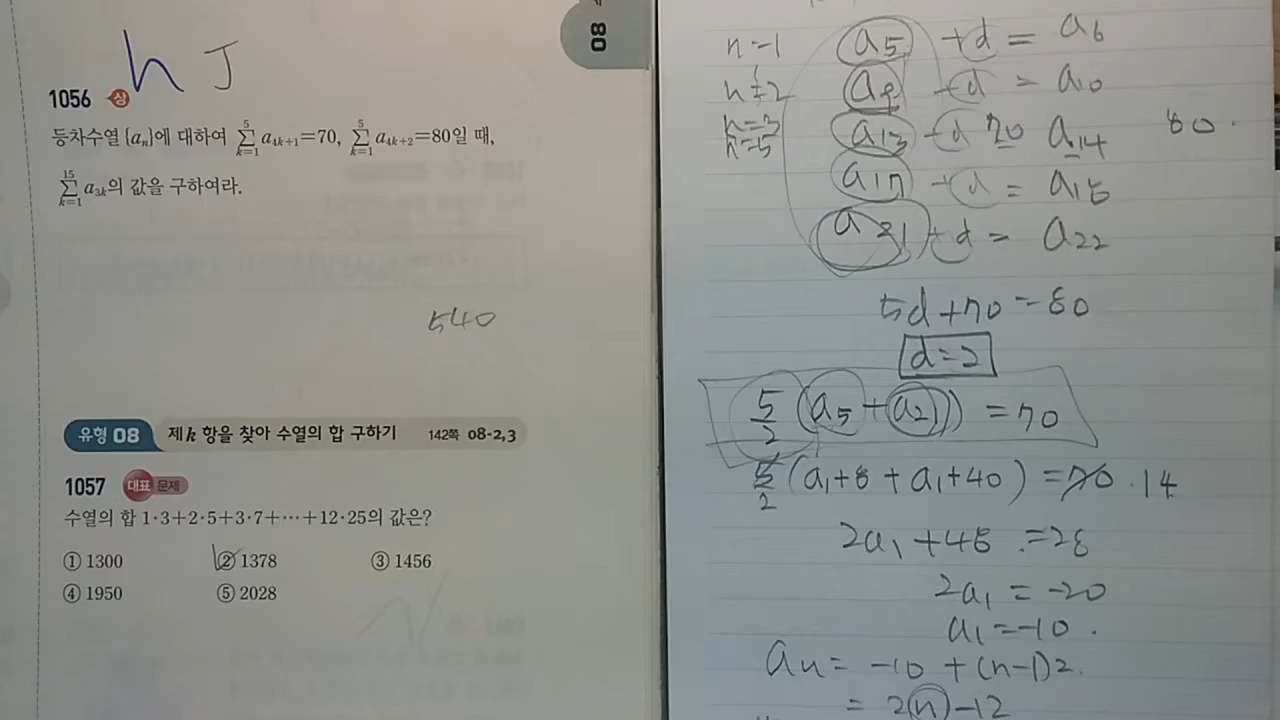 08
h J
1056 상
등차수열 {aₙ}에 대하여 ∑_{k=1}^{5} a_{4k+1}=70, ∑_{k=1}^{5} a_{4k+2}=80일 때,
∑_{k=1}^{15} a_{3k}의 값을 구하여라.
540
유형 08 제 k 항을 찾아 수열의 합 구하기 142쪽 08-2,3
1057 대표 문제
수열의 합 1·3+2·5+3·7+⋯+12·25의 값은?
① 1300 ② 1378 ③ 1456
④ 1950 ⑤ 2028
n=1 a₅ +d = a₆
n=2 a₉ +d = a₁₀
n=3 a₁₃ +d 70 a₁₄ 80.
n=5
a₁₇ +d = a₁₈
a₂₁ +d = a₂₂
5d+70=80
d=2
5/2 (a₅+a₂₁) =70
5/2 (a₁+8+a₁+40) =70.14
2a₁+48.=28
2a₁=-20
a₁=-10.
aₙ= -10+(n-1)2.
= 2n-12